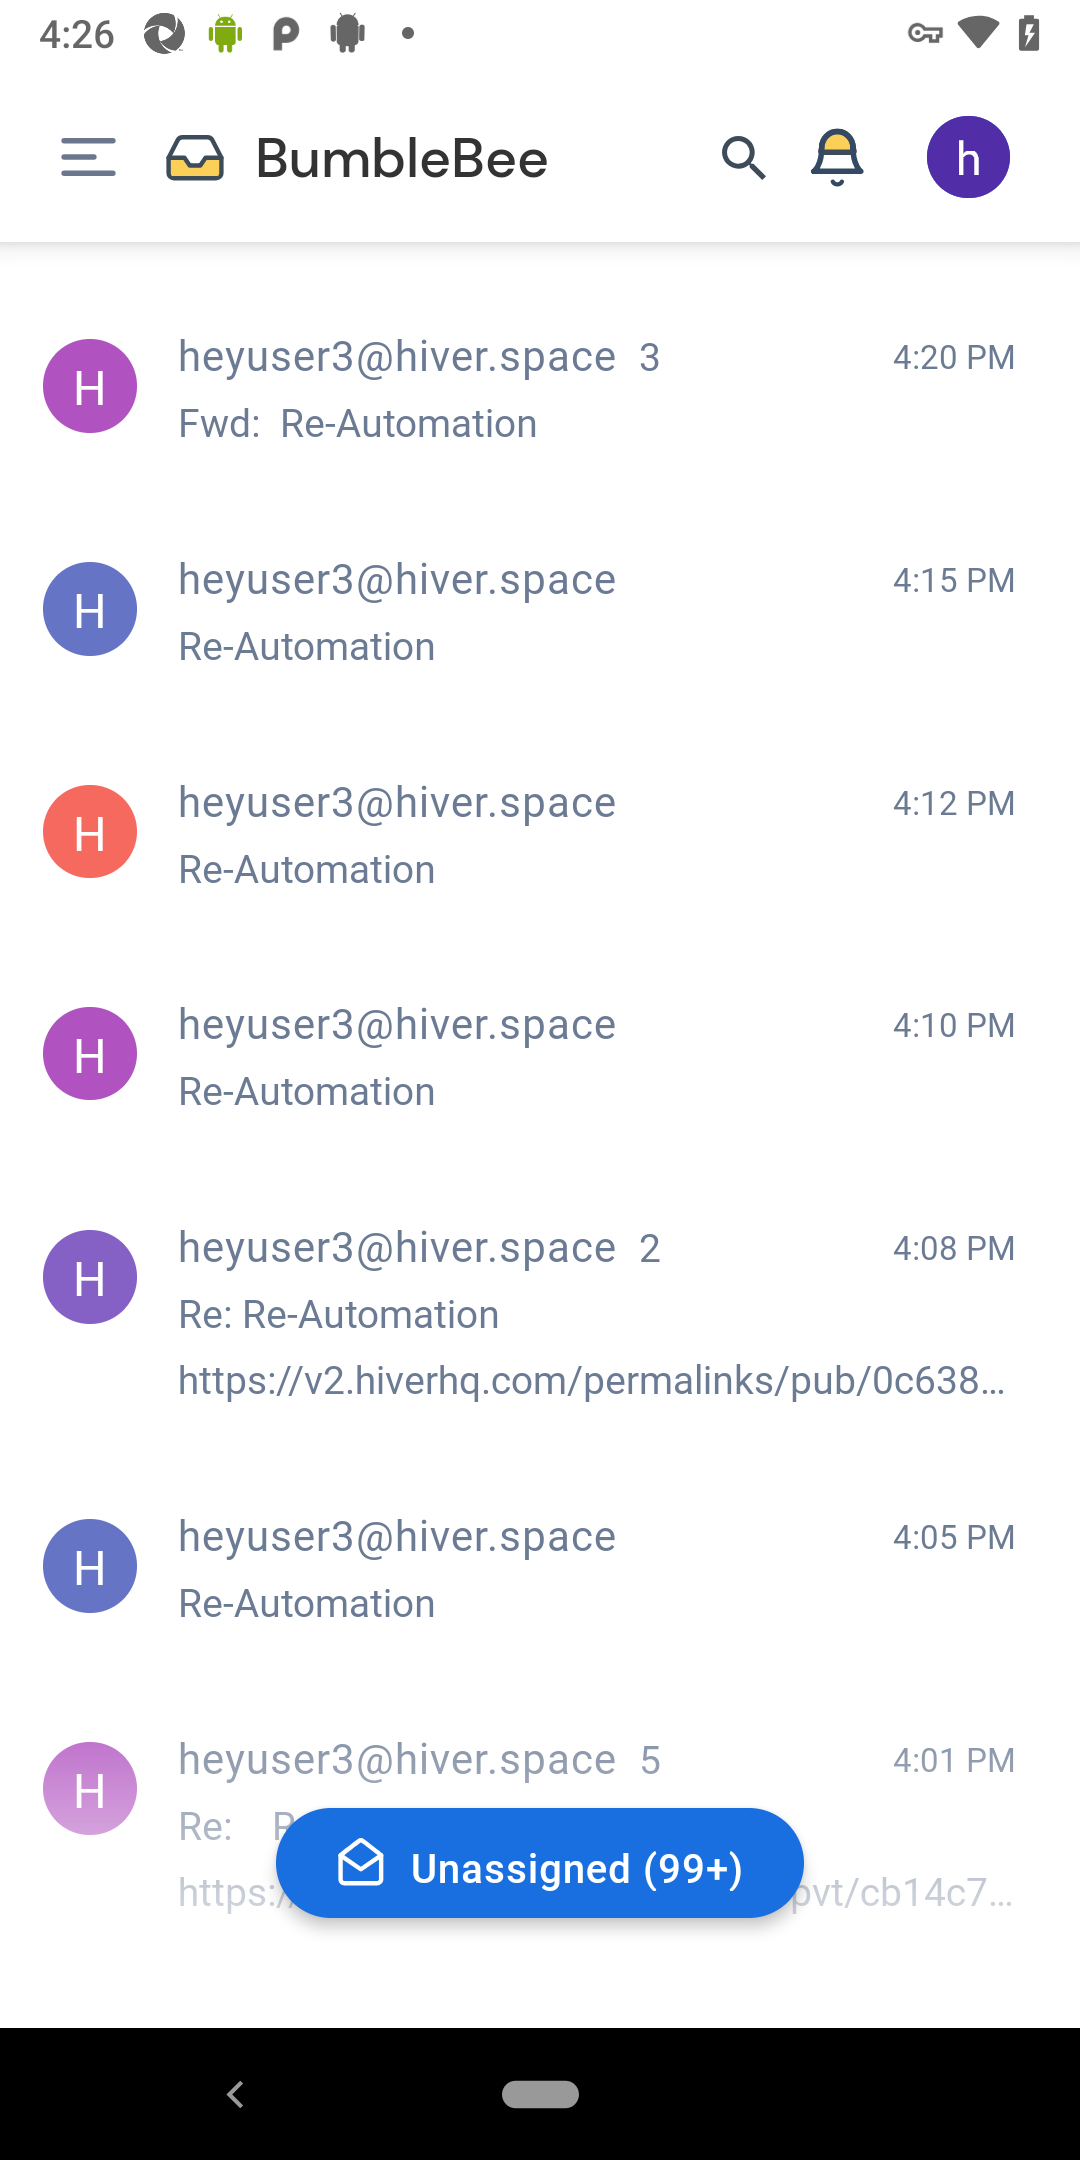 4:26
BumbleBee
h
H
heyuser3@hiver.space 3
4:20 PM
Fwd: Re-Automation
H
heyuser3@hiver.space
4:15 PM
Re-Automation
H
heyuser3@hiver.space
4:12 PM
Re-Automation
H
heyuser3@hiver.space
4:10 PM
Re-Automation
H
heyuser3@hiver.space 2
4:08 PM
Re: Re-Automation
https://v2.hiverhq.com/permalinks/pub/0c638...
H
heyuser3@hiver.space
4:05 PM
Re-Automation
H
heyuser3@hiver.space 5
4:01 PM
Re:
https:/
pvt/cb14c7...
Unassigned (99+)